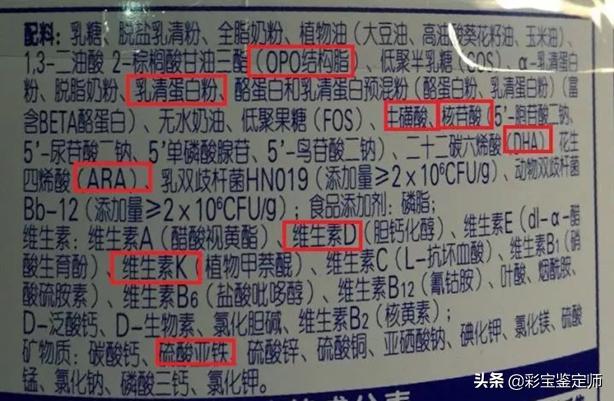 配料：乳糖、脱盐乳清粉、全脂奶粉、植物油（大豆油、高油酸葵花籽油、玉米油）、
1,3-二油酸 2-棕榈酸甘油三酯（OPO结构脂）、低聚半乳糖（GOS）、α-乳清蛋白
粉、脱脂奶粉、乳清蛋白粉、酪蛋白和乳清蛋白预混粉（酪蛋白粉、乳清蛋白粉）（富
含BETA酪蛋白）、无水奶油、低聚果糖（FOS）、牛磺酸、核苷酸（5'-胞苷酸二钠、
5'-尿苷酸二钠、5'单磷酸腺苷、5'-鸟苷酸二钠）、二十二碳六烯酸（DHA）、花生
四烯酸（ARA）、乳双歧杆菌HN019（添加量≥2×10⁶CFU/g）、动物双歧杆菌
Bb-12（添加量≥2×10⁶CFU/g）；食品添加剂：磷脂；
维生素：维生素A（醋酸视黄酯）、维生素D（胆钙化醇）、维生素E（dl-α-醋
酸生育酚）、维生素K（植物甲萘醌）、维生素C（L-抗坏血酸）、维生素B₁（硝
酸硫胺素）、维生素B₆（盐酸吡哆醇）、维生素B₁₂（氰钴胺）、叶酸、烟酰胺、
D-泛酸钙、D-生物素、氯化胆碱、维生素B₂（核黄素）；
矿物质：碳酸钙、硫酸亚铁、硫酸锌、硫酸铜、亚硒酸钠、碘化钾、氯化镁、硫酸
锰、氯化钠、磷酸三钙、氯化钾。
头条 @彩宝鉴定师